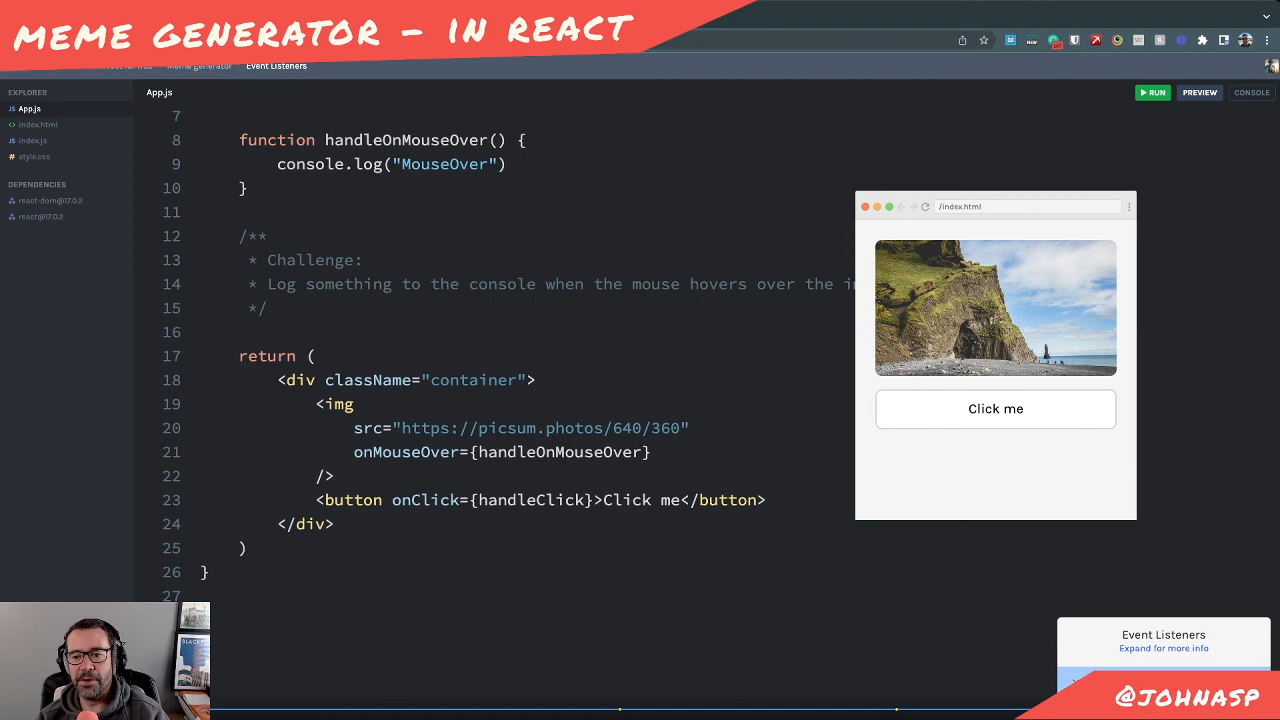 MEME GENERATOR - IN REACT
Meme generator
Event Listeners
EXPLORER
App.js
index.html
index.js
style.css
DEPENDENCIES
react-dom@17.0.2
react@17.0.2
App.js
RUN
PREVIEW
CONSOLE
7
8 function handleOnMouseOver() {
9 console.log("MouseOver")
10 }
11
12 /**
13 * Challenge:
14 * Log something to the console when the mouse hovers over the
15 */
16
17 return (
18 <div className="container">
19 <img
20 src="https://picsum.photos/640/360"
21 onMouseOver={handleOnMouseOver}
22 />
23 <button onClick={handleClick}>Click me</button>
24 </div>
25 )
26 }
27
/index.html
Click me
Event Listeners
Expand for more info
@JOHNASP